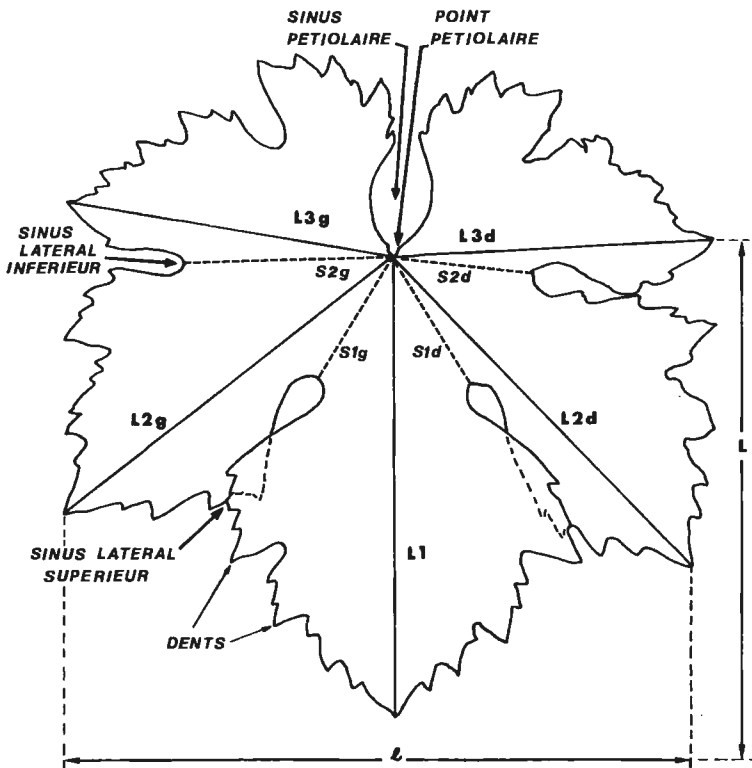 SINUS
PETIOLAIRE
POINT
PETIOLAIRE
L3g
L3d
SINUS
LATERAL
INFERIEUR
S2g
S2d
S1g
S1d
L2g
L2d
L
L1
SINUS LATERAL
SUPERIEUR
DENTS
ℓ